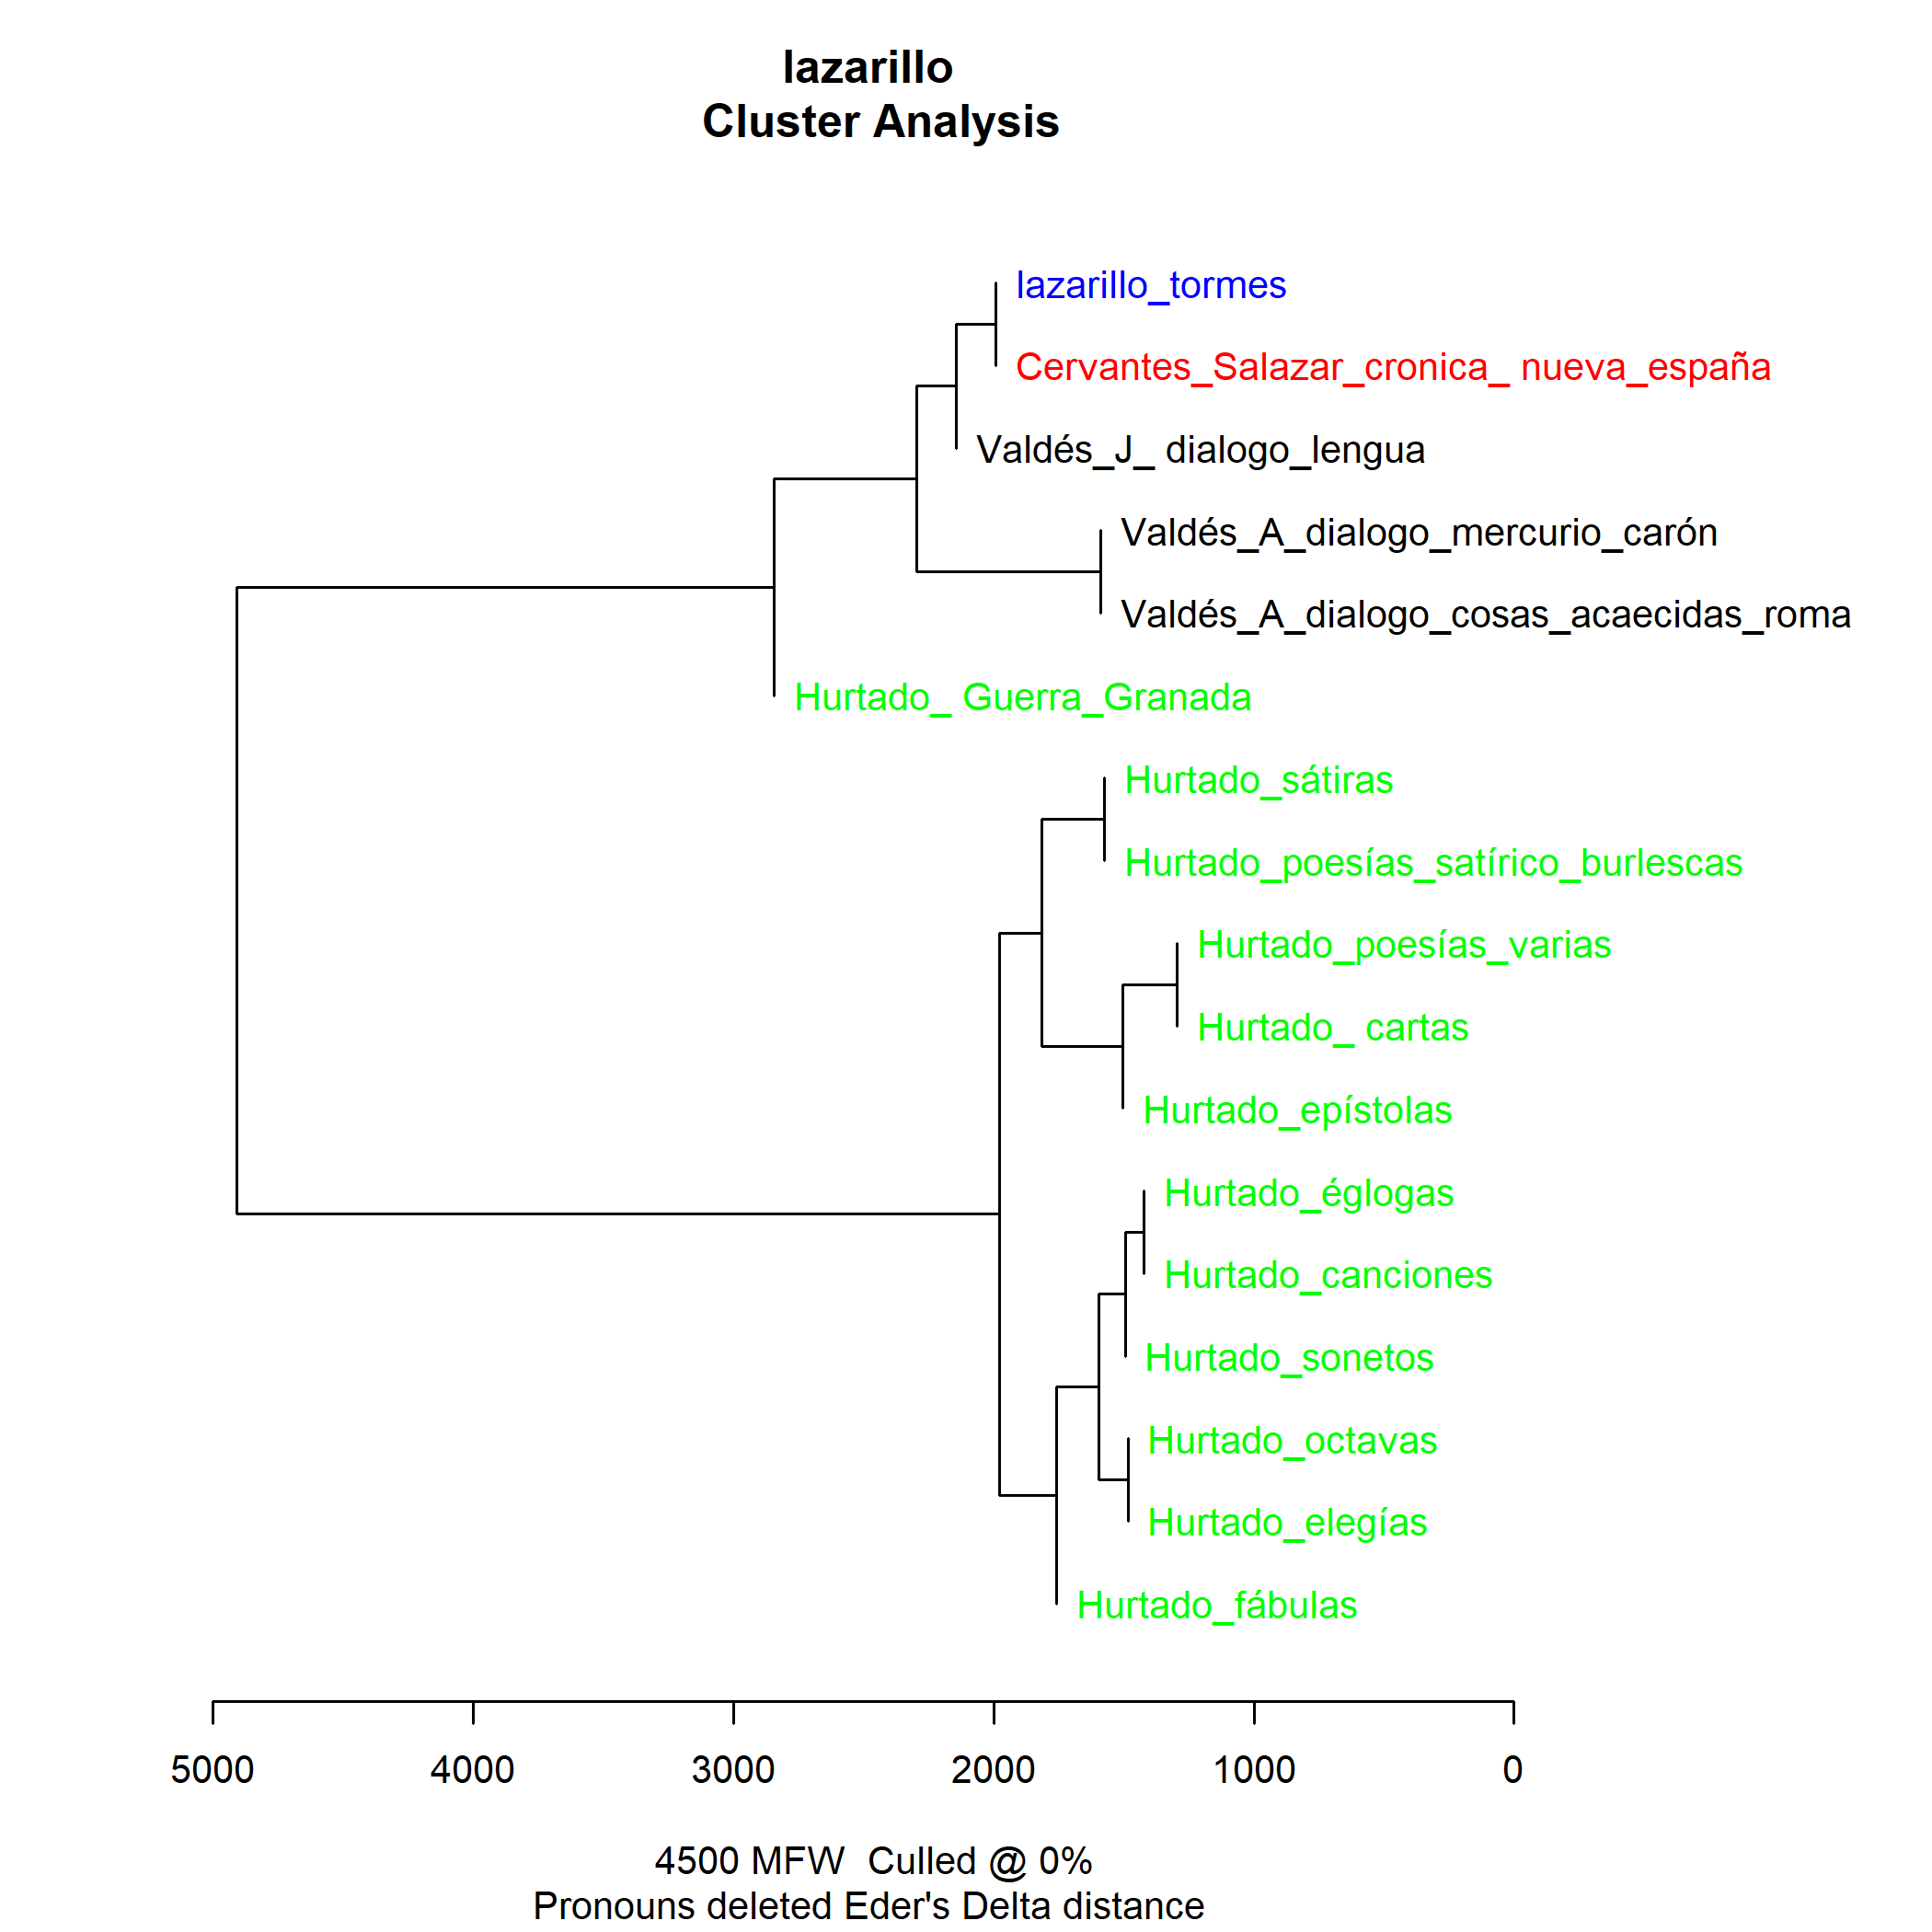 lazarillo
Cluster Analysis
lazarillo_tormes
Cervantes_Salazar_cronica_ nueva_españa
Valdés_J_ dialogo_lengua
Valdés_A_dialogo_mercurio_carón
Valdés_A_dialogo_cosas_acaecidas_roma
Hurtado_ Guerra_Granada
Hurtado_sátiras
Hurtado_poesías_satírico_burlescas
Hurtado_poesías_varias
Hurtado_ cartas
Hurtado_epístolas
Hurtado_églogas
Hurtado_canciones
Hurtado_sonetos
Hurtado_octavas
Hurtado_elegías
Hurtado_fábulas
5000 4000 3000 2000 1000 0
4500 MFW  Culled @ 0%
Pronouns deleted Eder's Delta distance